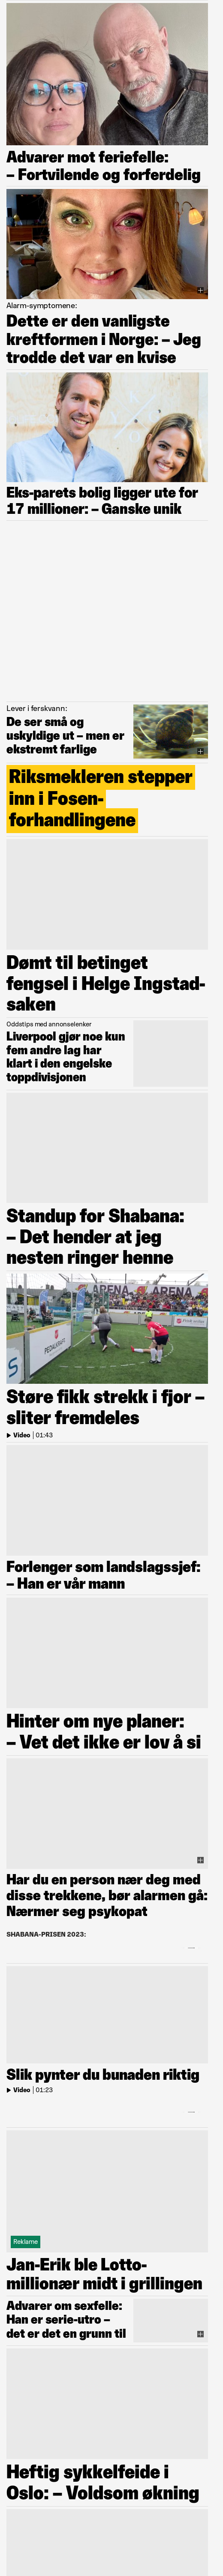 Advarer mot feriefelle:
– Fortvilende og forferdelig
Alarm-symptomene:
Dette er den vanligste
kreftformen i Norge: – Jeg
trodde det var en kvise
Eks-parets bolig ligger ute for
17 millioner: – Ganske unik
Lever i ferskvann:
De ser små og
uskyldige ut – men er
ekstremt farlige
Riksmekleren stepper
inn i Fosen-
forhandlingene
Dømt til betinget
fengsel i Helge Ingstad-
saken
Oddstips med annonselenker
Liverpool gjør noe kun
fem andre lag har
klart i den engelske
toppdivisjonen
Standup for Shabana:
– Det hender at jeg
nesten ringer henne
ARENA ARENA
PEDALKRAFT
Støre fikk strekk i fjor –
sliter fremdeles
Video | 01:43
Forlenger som landslagssjef:
– Han er vår mann
Hinter om nye planer:
– Vet det ikke er lov å si
Har du en person nær deg med
disse trekkene, bør alarmen gå:
Nærmer seg psykopat
SHABANA-PRISEN 2023:
Slik pynter du bunaden riktig
Video | 01:23
Reklame
Jan-Erik ble Lotto-
millionær midt i grillingen
Advarer om sexfelle:
Han er serie-utro –
det er det en grunn til
Heftig sykkelfeide i
Oslo: – Voldsom økning